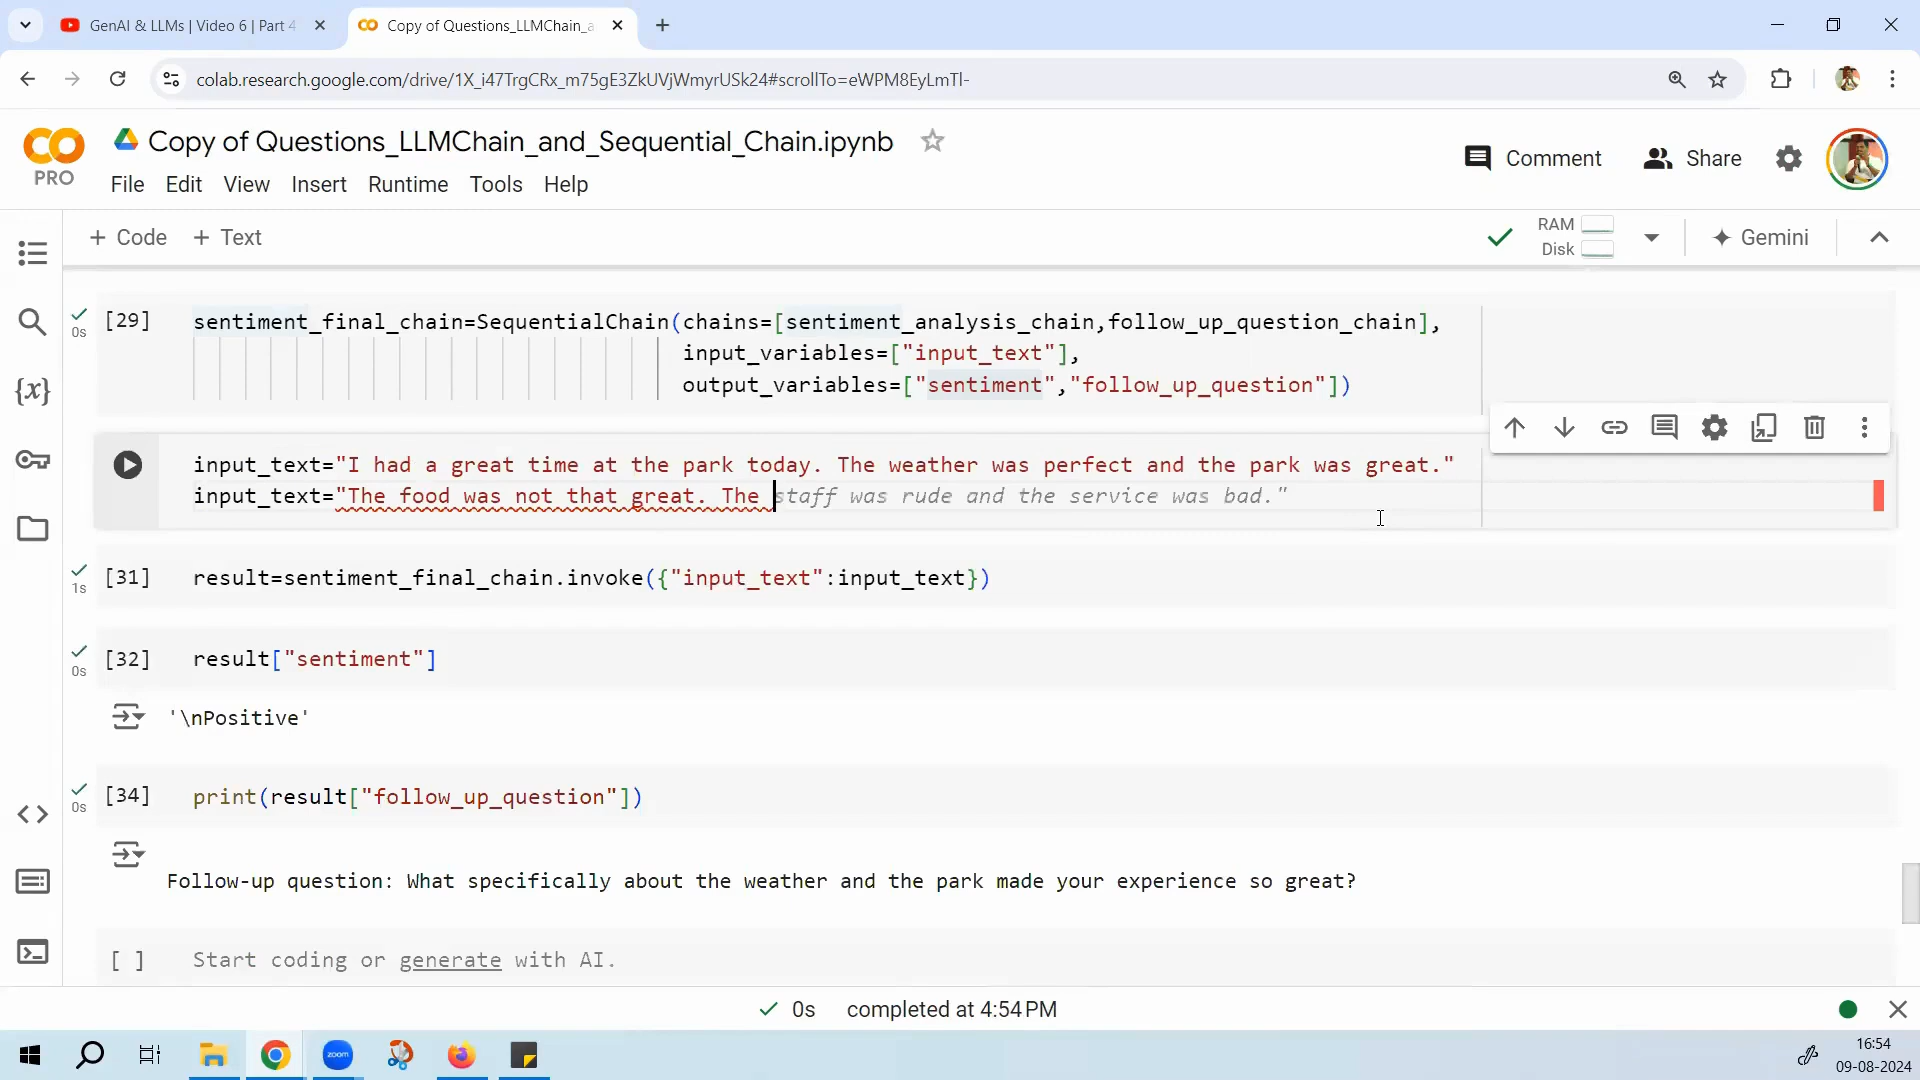 GenAI & LLMs | Video 6 | Part 4
Copy of Questions_LLMChain_a
colab.research.google.com/drive/1X_i47TrgCRx_m75gE3ZkUVjWmyrUSk24#scrollTo=eWPM8EyLmTl-
CO
PRO
Copy of Questions_LLMChain_and_Sequential_Chain.ipynb
File Edit View Insert Runtime Tools Help
Comment
Share
+ Code + Text
RAM
Disk
Gemini
[29]
0s
sentiment_final_chain=SequentialChain(chains=[sentiment_analysis_chain,follow_up_question_chain],
input_variables=["input_text"],
output_variables=["sentiment","follow_up_question"])
input_text="I had a great time at the park today. The weather was perfect and the park was great."
input_text="The food was not that great. The staff was rude and the service was bad."
[31]
1s
result=sentiment_final_chain.invoke({"input_text":input_text})
[32]
0s
result["sentiment"]
'\nPositive'
[34]
0s
print(result["follow_up_question"])
Follow-up question: What specifically about the weather and the park made your experience so great?
[ ] Start coding or generate with AI.
0s completed at 4:54 PM
zoom
16:54
09-08-2024